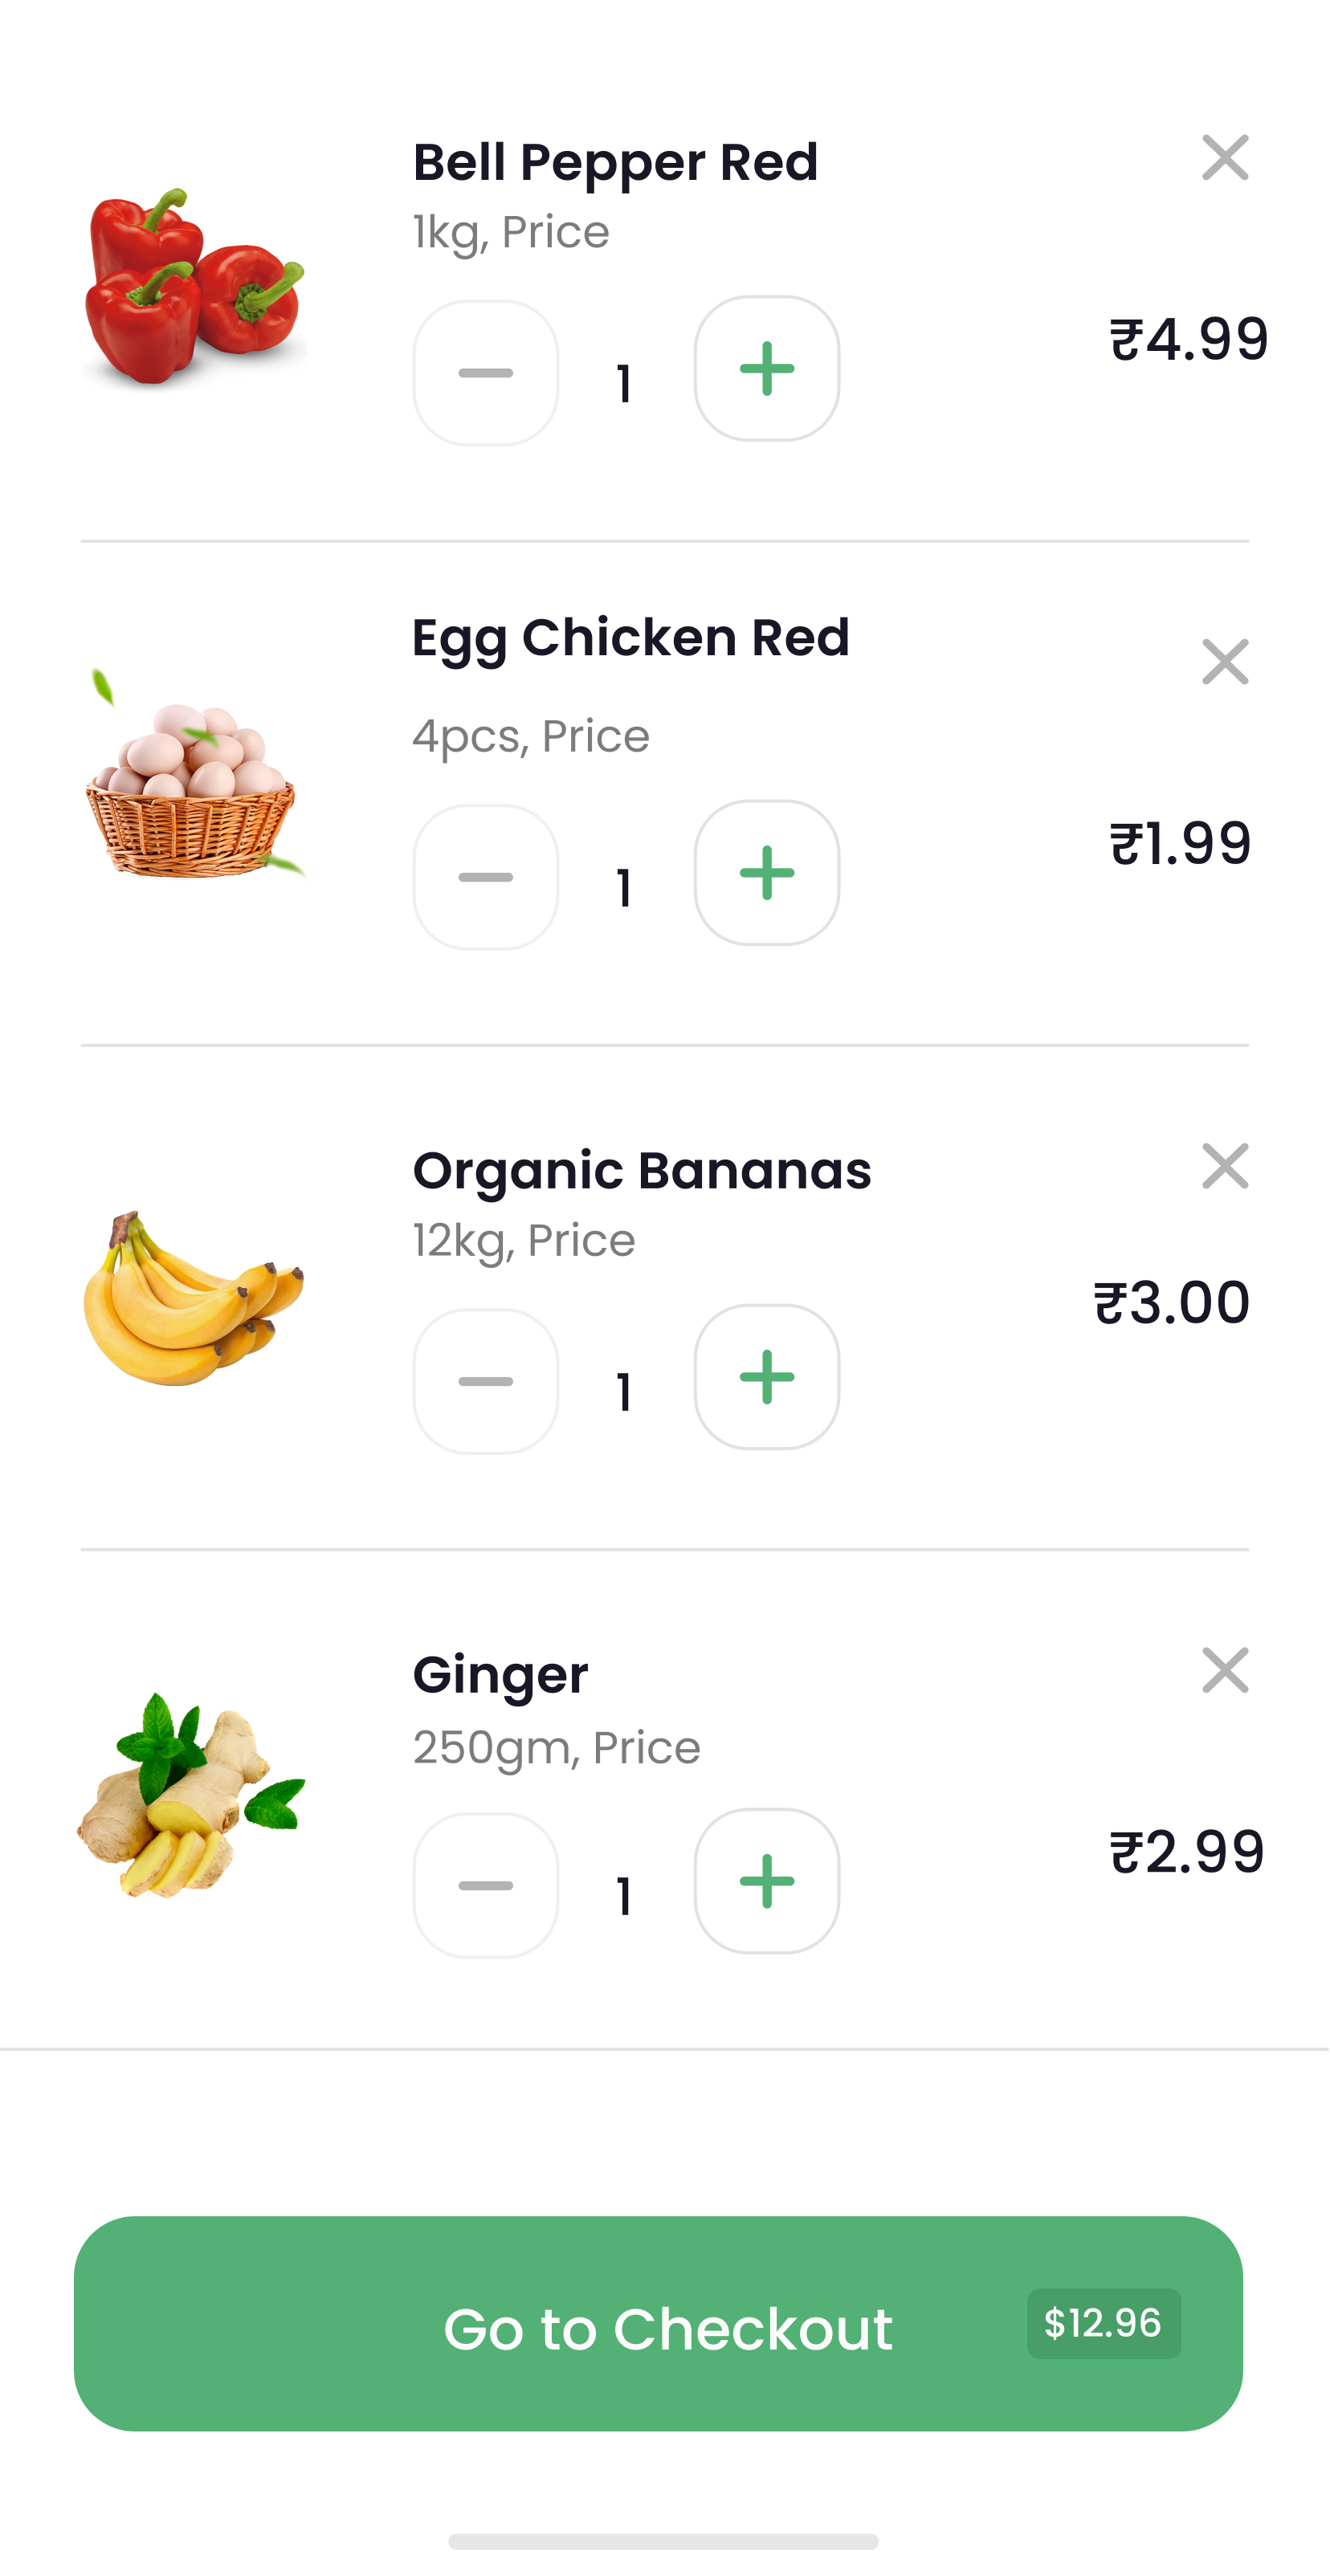 Bell Pepper Red
1kg, Price
1
₹4.99
Egg Chicken Red
4pcs, Price
1
₹1.99
Organic Bananas
12kg, Price
1
₹3.00
Ginger
250gm, Price
1
₹2.99
Go to Checkout
$12.96